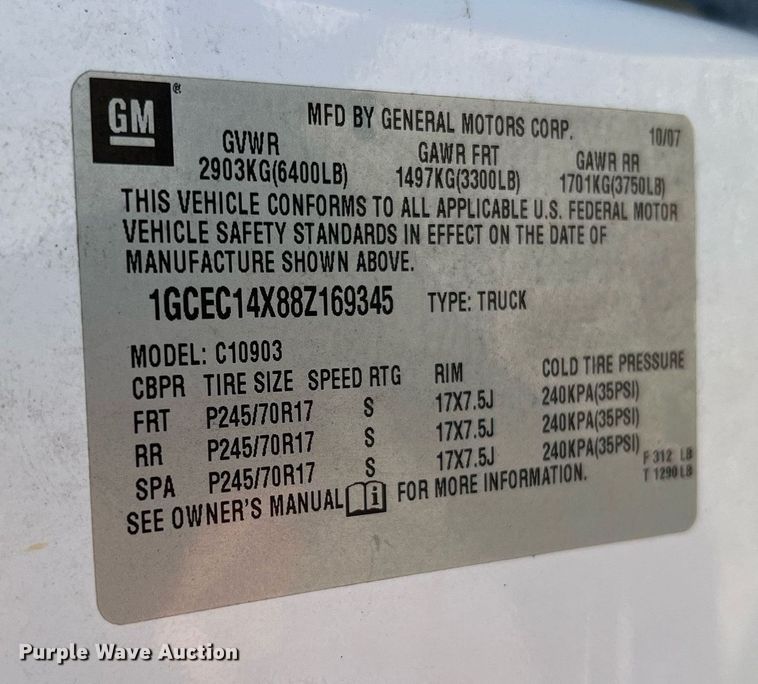 GM®
MFD BY GENERAL MOTORS CORP. 10/07
GVWR GAWR FRT GAWR RR
2903KG(6400LB) 1497KG(3300LB) 1701KG(3750LB)
THIS VEHICLE CONFORMS TO ALL APPLICABLE U.S. FEDERAL MOTOR
VEHICLE SAFETY STANDARDS IN EFFECT ON THE DATE OF
MANUFACTURE SHOWN ABOVE.
1GCEC14X88Z169345 TYPE: TRUCK
MODEL: C10903
CBPR TIRE SIZE SPEED RTG RIM COLD TIRE PRESSURE
FRT P245/70R17 S 17X7.5J 240KPA(35PSI)
RR P245/70R17 S 17X7.5J 240KPA(35PSI)
SPA P245/70R17 S 17X7.5J 240KPA(35PSI)
F 312 LB
T 1290 LB
SEE OWNER'S MANUAL i FOR MORE INFORMATION.
Purple Wave Auction